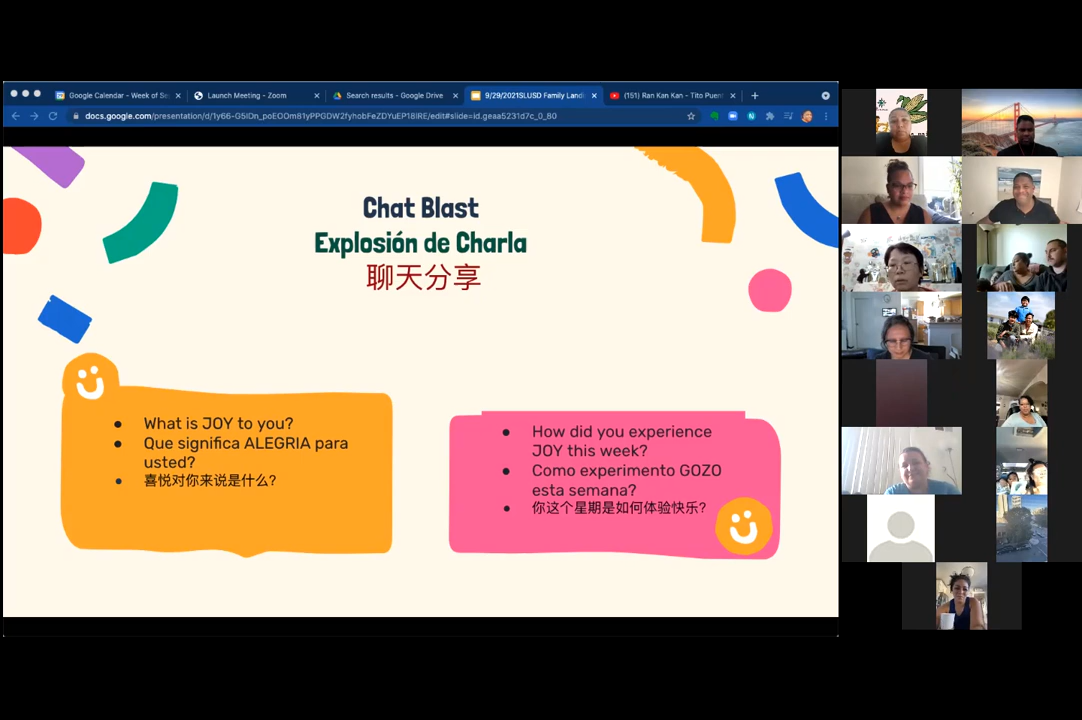 Google Calendar - Week of Se
Launch Meeting - Zoom
Search results - Google Drive
9/29/2021SLUSD Family Landi
(151) Ran Kan Kan - Tito Puent
docs.google.com/presentation/d/1y66-G5IDn_poEOOm81yPPGDW2fyhobFeZDYuEP18IRE/edit#slide=id.geaa5231d7c_0_80
Chat Blast
Explosión de Charla
聊天分享
What is JOY to you?
Que significa ALEGRIA para
usted?
喜悦对你来说是什么?
How did you experience
JOY this week?
Como experimento GOZO
esta semana?
你这个星期是如何体验快乐?